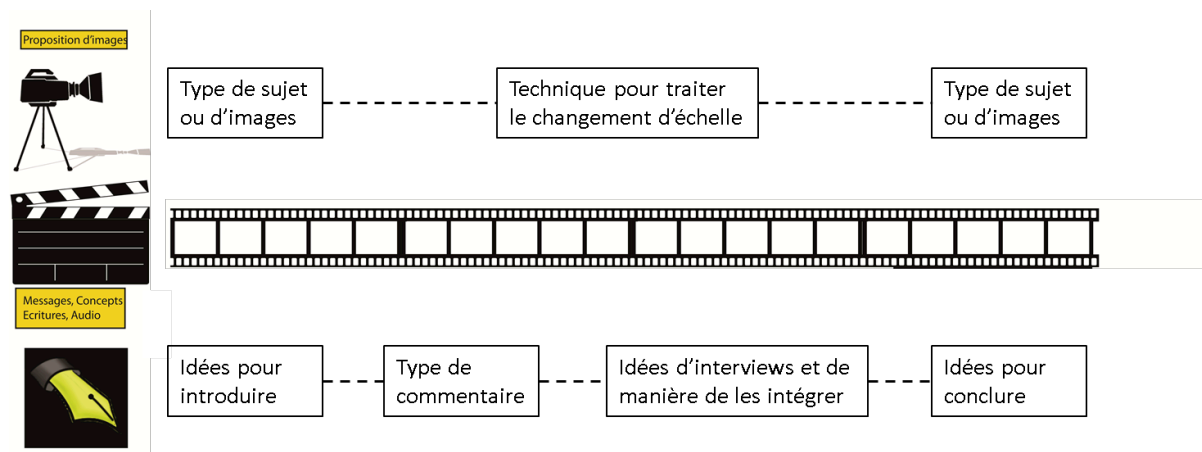 Proposition d'images
Type de sujet
ou d'images
Technique pour traiter
le changement d'échelle
Type de sujet
ou d'images
Messages, Concepts
Ecritures, Audio
Idées pour
introduire
Type de
commentaire
Idées d'interviews et de
manière de les intégrer
Idées pour
conclure